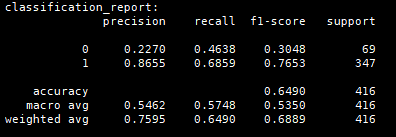 classification_report:
precision recall f1-score support
0 0.2270 0.4638 0.3048 69
1 0.8655 0.6859 0.7653 347
accuracy 0.6490 416
macro avg 0.5462 0.5748 0.5350 416
weighted avg 0.7595 0.6490 0.6889 416